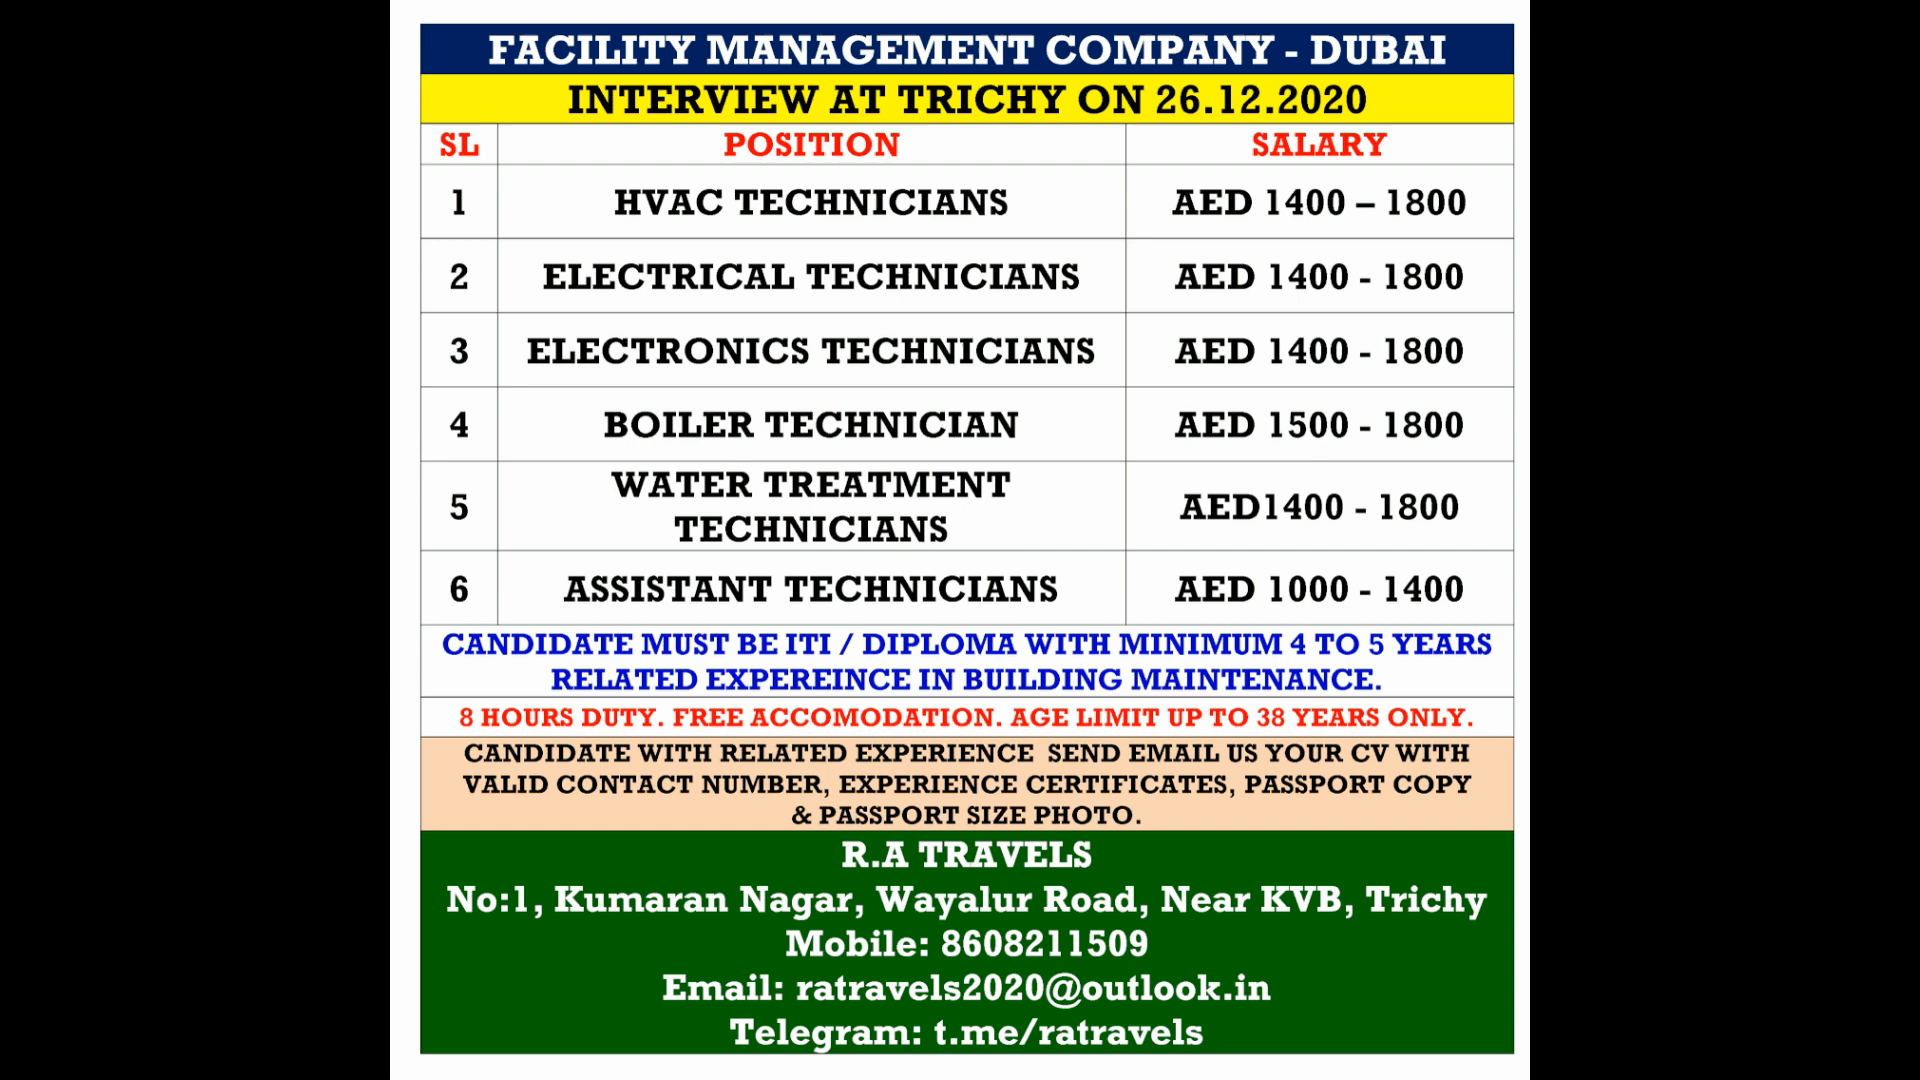 FACILITY MANAGEMENT COMPANY - DUBAI
INTERVIEW AT TRICHY ON 26.12.2020
SL POSITION SALARY
1 HVAC TECHNICIANS AED 1400 – 1800
2 ELECTRICAL TECHNICIANS AED 1400 - 1800
3 ELECTRONICS TECHNICIANS AED 1400 - 1800
4 BOILER TECHNICIAN AED 1500 - 1800
5 WATER TREATMENT
TECHNICIANS AED1400 - 1800
6 ASSISTANT TECHNICIANS AED 1000 - 1400
CANDIDATE MUST BE ITI / DIPLOMA WITH MINIMUM 4 TO 5 YEARS
RELATED EXPEREINCE IN BUILDING MAINTENANCE.
8 HOURS DUTY. FREE ACCOMODATION. AGE LIMIT UP TO 38 YEARS ONLY.
CANDIDATE WITH RELATED EXPERIENCE SEND EMAIL US YOUR CV WITH
VALID CONTACT NUMBER, EXPERIENCE CERTIFICATES, PASSPORT COPY
& PASSPORT SIZE PHOTO.
R.A TRAVELS
No:1, Kumaran Nagar, Wayalur Road, Near KVB, Trichy
Mobile: 8608211509
Email: ratravels2020@outlook.in
Telegram: t.me/ratravels